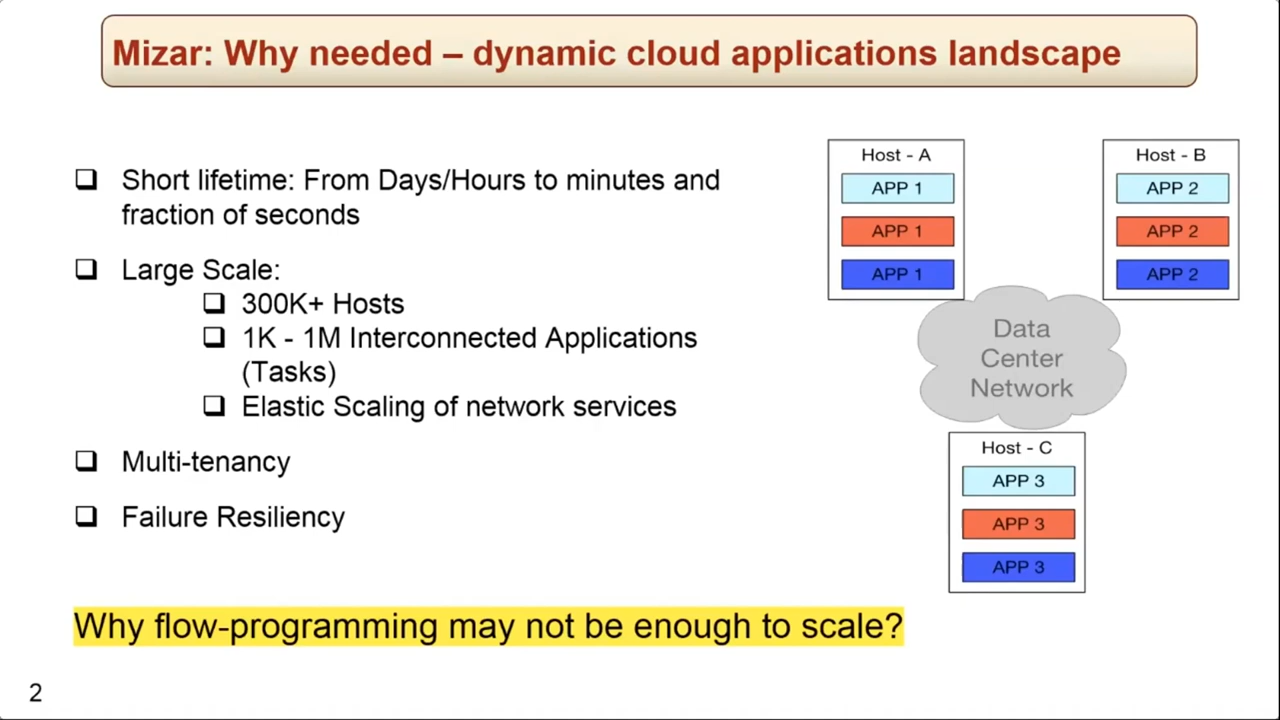 Mizar: Why needed – dynamic cloud applications landscape
❑ Short lifetime: From Days/Hours to minutes and
fraction of seconds
❑ Large Scale:
❑ 300K+ Hosts
❑ 1K - 1M Interconnected Applications
(Tasks)
❑ Elastic Scaling of network services
❑ Multi-tenancy
❑ Failure Resiliency
Why flow-programming may not be enough to scale?
Host - A
APP 1
APP 1
APP 1
Host - B
APP 2
APP 2
APP 2
Data
Center
Network
Host - C
APP 3
APP 3
APP 3
2